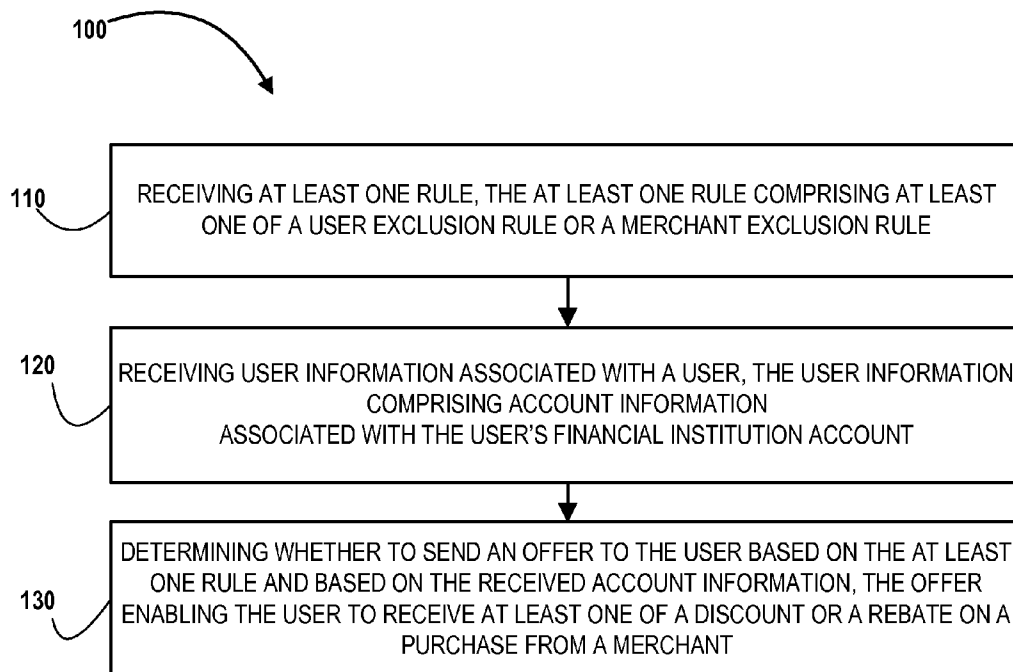 100
110
RECEIVING AT LEAST ONE RULE, THE AT LEAST ONE RULE COMPRISING AT LEAST
ONE OF A USER EXCLUSION RULE OR A MERCHANT EXCLUSION RULE
120
RECEIVING USER INFORMATION ASSOCIATED WITH A USER, THE USER INFORMATION
COMPRISING ACCOUNT INFORMATION
ASSOCIATED WITH THE USER'S FINANCIAL INSTITUTION ACCOUNT
130
DETERMINING WHETHER TO SEND AN OFFER TO THE USER BASED ON THE AT LEAST
ONE RULE AND BASED ON THE RECEIVED ACCOUNT INFORMATION, THE OFFER
ENABLING THE USER TO RECEIVE AT LEAST ONE OF A DISCOUNT OR A REBATE ON A
PURCHASE FROM A MERCHANT